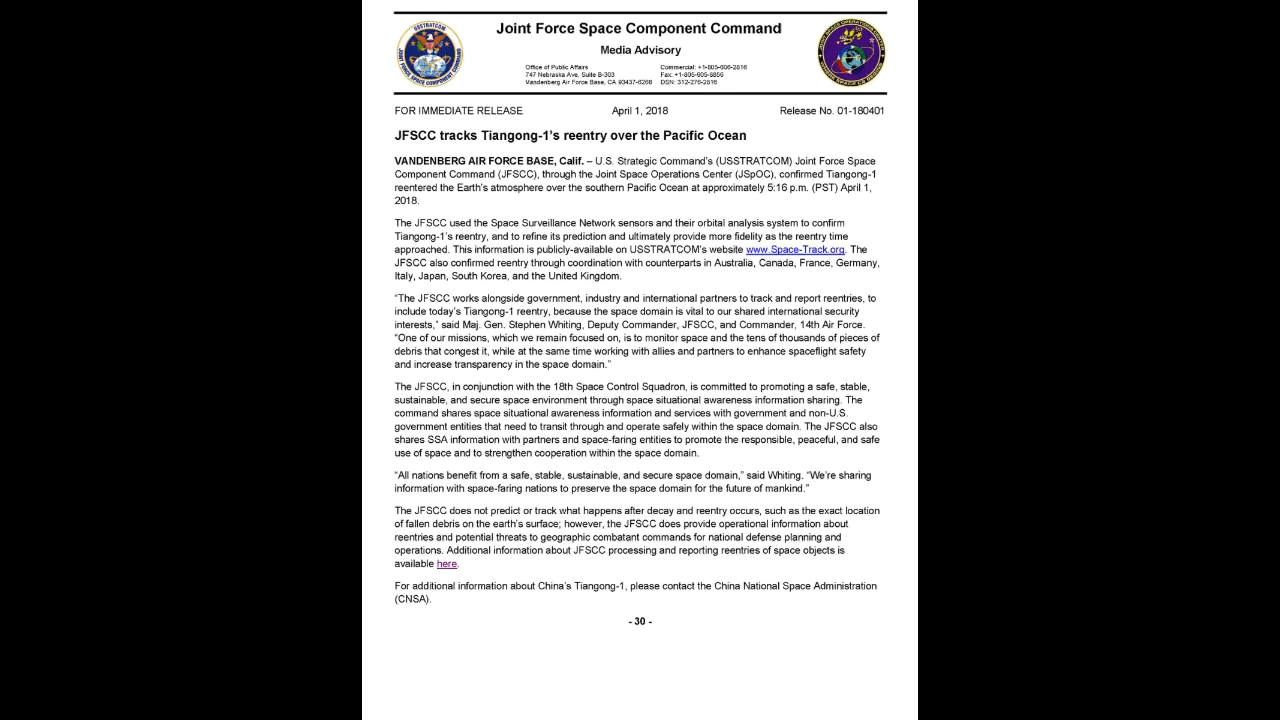 Joint Force Space Component Command
Media Advisory
Office of Public Affairs
747 Nebraska Ave, Suite B-303
Vandenberg Air Force Base, CA 93437-6268
Commercial: +1-805-606-2816
Fax: +1-805-605-8856
DSN: 312-276-2816
FOR IMMEDIATE RELEASE April 1, 2018 Release No. 01-180401
JFSCC tracks Tiangong-1's reentry over the Pacific Ocean
VANDENBERG AIR FORCE BASE, Calif. – U.S. Strategic Command's (USSTRATCOM) Joint Force Space
Component Command (JFSCC), through the Joint Space Operations Center (JSpOC), confirmed Tiangong-1
reentered the Earth's atmosphere over the southern Pacific Ocean at approximately 5:16 p.m. (PST) April 1,
2018.
The JFSCC used the Space Surveillance Network sensors and their orbital analysis system to confirm
Tiangong-1's reentry, and to refine its prediction and ultimately provide more fidelity as the reentry time
approached. This information is publicly-available on USSTRATCOM's website www.Space-Track.org. The
JFSCC also confirmed reentry through coordination with counterparts in Australia, Canada, France, Germany,
Italy, Japan, South Korea, and the United Kingdom.
“The JFSCC works alongside government, industry and international partners to track and report reentries, to
include today's Tiangong-1 reentry, because the space domain is vital to our shared international security
interests,” said Maj. Gen. Stephen Whiting, Deputy Commander, JFSCC, and Commander, 14th Air Force.
“One of our missions, which we remain focused on, is to monitor space and the tens of thousands of pieces of
debris that congest it, while at the same time working with allies and partners to enhance spaceflight safety
and increase transparency in the space domain.”
The JFSCC, in conjunction with the 18th Space Control Squadron, is committed to promoting a safe, stable,
sustainable, and secure space environment through space situational awareness information sharing. The
command shares space situational awareness information and services with government and non-U.S.
government entities that need to transit through and operate safely within the space domain. The JFSCC also
shares SSA information with partners and space-faring entities to promote the responsible, peaceful, and safe
use of space and to strengthen cooperation within the space domain.
“All nations benefit from a safe, stable, sustainable, and secure space domain,” said Whiting. “We're sharing
information with space-faring nations to preserve the space domain for the future of mankind.”
The JFSCC does not predict or track what happens after decay and reentry occurs, such as the exact location
of fallen debris on the earth's surface; however, the JFSCC does provide operational information about
reentries and potential threats to geographic combatant commands for national defense planning and
operations. Additional information about JFSCC processing and reporting reentries of space objects is
available here.
For additional information about China's Tiangong-1, please contact the China National Space Administration
(CNSA).
- 30 -
USSTRATCOM
JOINT FORCE SPACE COMPONENT COMMAND